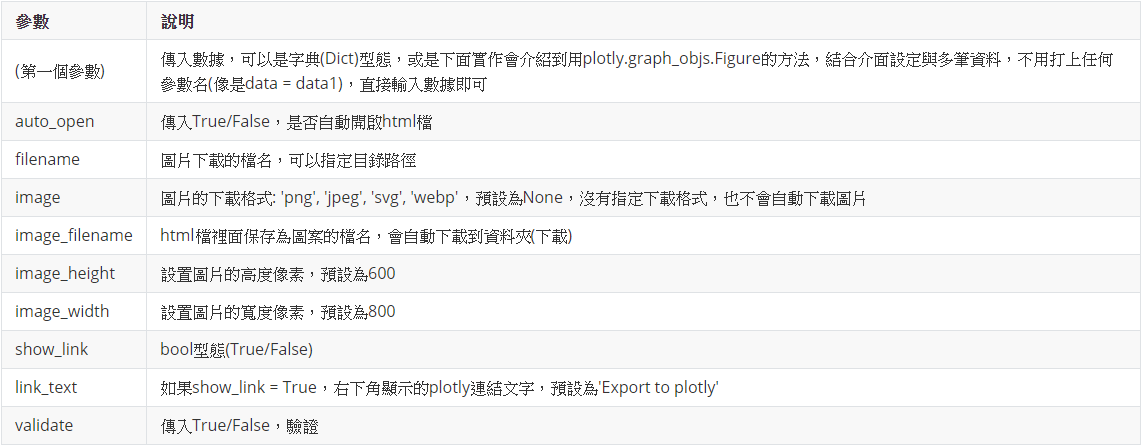 參數 說明
(第一個參數) 傳入數據，可以是字典(Dict)型態，或是下面實作會介紹到用plotly.graph_objs.Figure的方法，結合介面設定與多筆資料，不用打上任何
參數名(像是data = data1)，直接輸入數據即可
auto_open 傳入True/False，是否自動開啟html檔
filename 圖片下載的檔名，可以指定目錄路徑
image 圖片的下載格式: 'png', 'jpeg', 'svg', 'webp'，預設為None，沒有指定下載格式，也不會自動下載圖片
image_filename html檔裡面保存為圖案的檔名，會自動下載到資料夾(下載)
image_height 設置圖片的高度像素，預設為600
image_width 設置圖片的寬度像素，預設為800
show_link bool型態(True/False)
link_text 如果show_link = True，右下角顯示的plotly連結文字，預設為'Export to plotly'
validate 傳入True/False，驗證